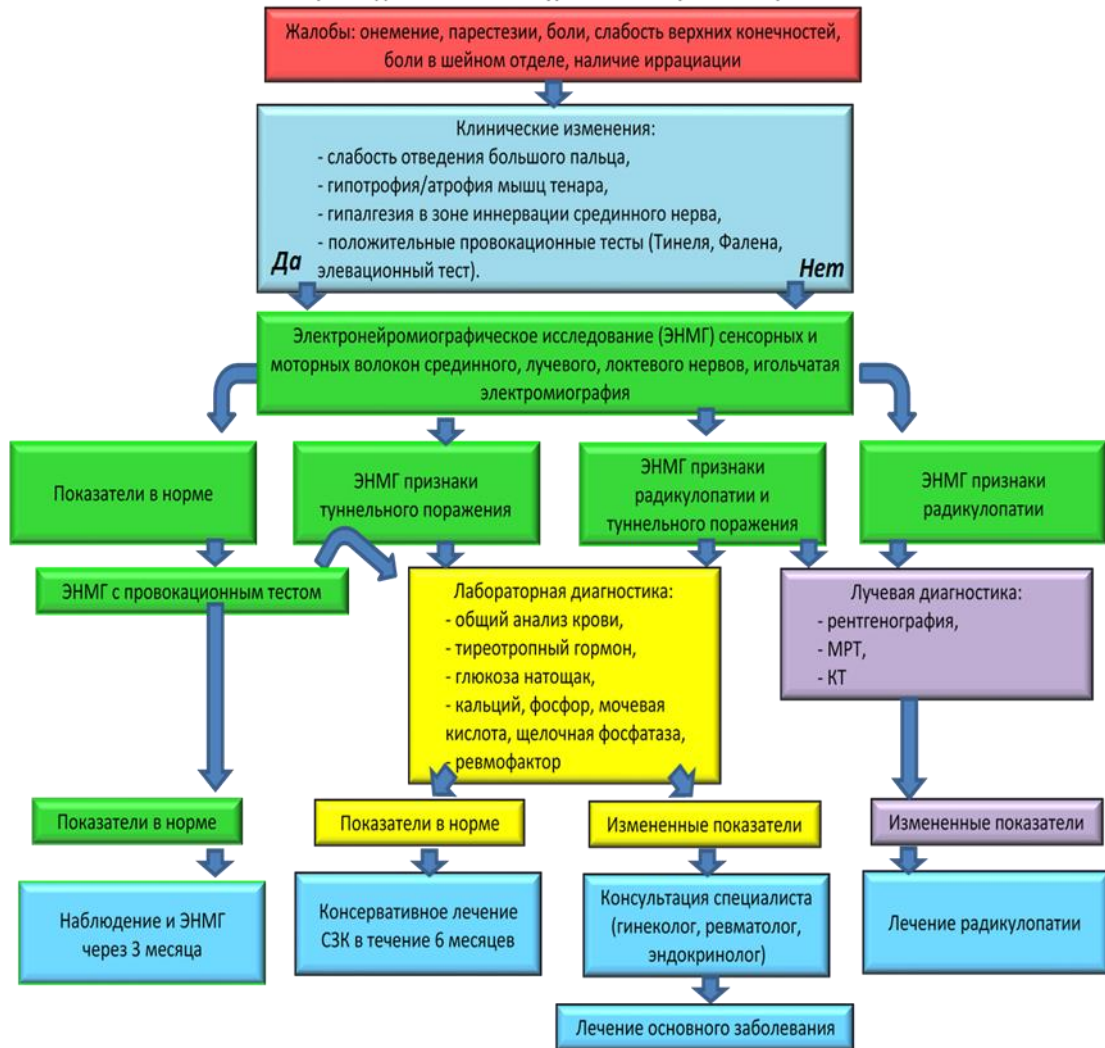 Жалобы: онемение, парестезии, боли, слабость верхних конечностей,
боли в шейном отделе, наличие иррациации
Клинические изменения:
- слабость отведения большого пальца,
- гипотрофия/атрофия мышц тенара,
- гипалгезия в зоне иннервации срединного нерва,
- положительные провокационные тесты (Тинеля, Фалена,
элевационный тест).
Да
Нет
Электронейромиографическое исследование (ЭНМГ) сенсорных и
моторных волокон срединного, лучевого, локтевого нервов, игольчатая
электромиография
Показатели в норме
ЭНМГ признаки
туннельного поражения
ЭНМГ признаки
радикулопатии и
туннельного поражения
ЭНМГ признаки
радикулопатии
ЭНМГ с провокационным тестом
Лабораторная диагностика:
- общий анализ крови,
- тиреотропный гормон,
- глюкоза натощак,
- кальций, фосфор, мочевая
кислота, щелочная фосфатаза,
- ревмофактор
Лучевая диагностика:
- рентгенография,
- МРТ,
- КТ
Показатели в норме
Показатели в норме
Измененные показатели
Измененные показатели
Наблюдение и ЭНМГ
через 3 месяца
Консервативное лечение
СЗК в течение 6 месяцев
Консультация специалиста
(гинеколог, ревматолог,
эндокринолог)
Лечение радикулопатии
Лечение основного заболевания